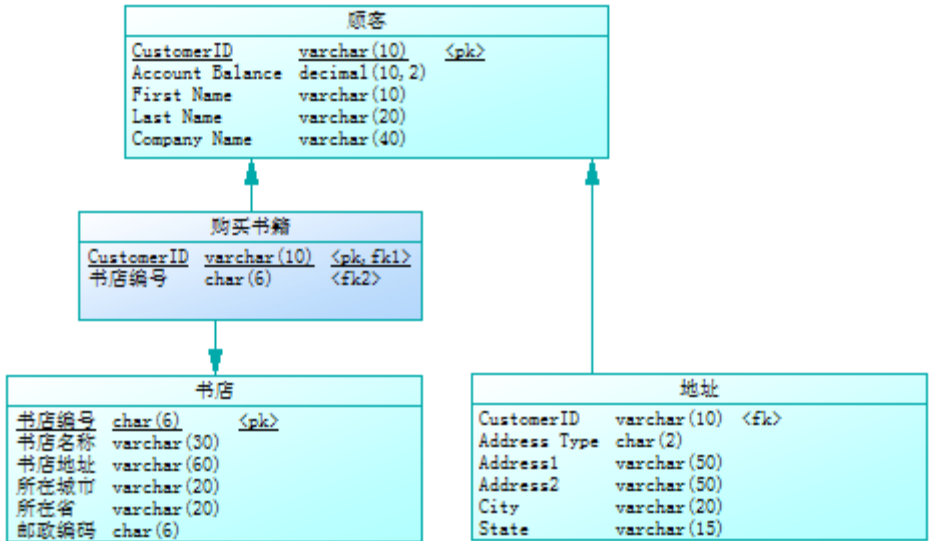 顾客
CustomerID varchar(10) <pk>
Account Balance decimal(10,2)
First Name varchar(10)
Last Name varchar(20)
Company Name varchar(40)
购买书籍
CustomerID varchar(10) <pk,fk1>
书店编号 char(6) <fk2>
书店
书店编号 char(6) <pk>
书店名称 varchar(30)
书店地址 varchar(60)
所在城市 varchar(20)
所在省 varchar(20)
邮政编码 char(6)
地址
CustomerID varchar(10) <fk>
Address Type char(2)
Address1 varchar(50)
Address2 varchar(50)
City varchar(20)
State varchar(15)